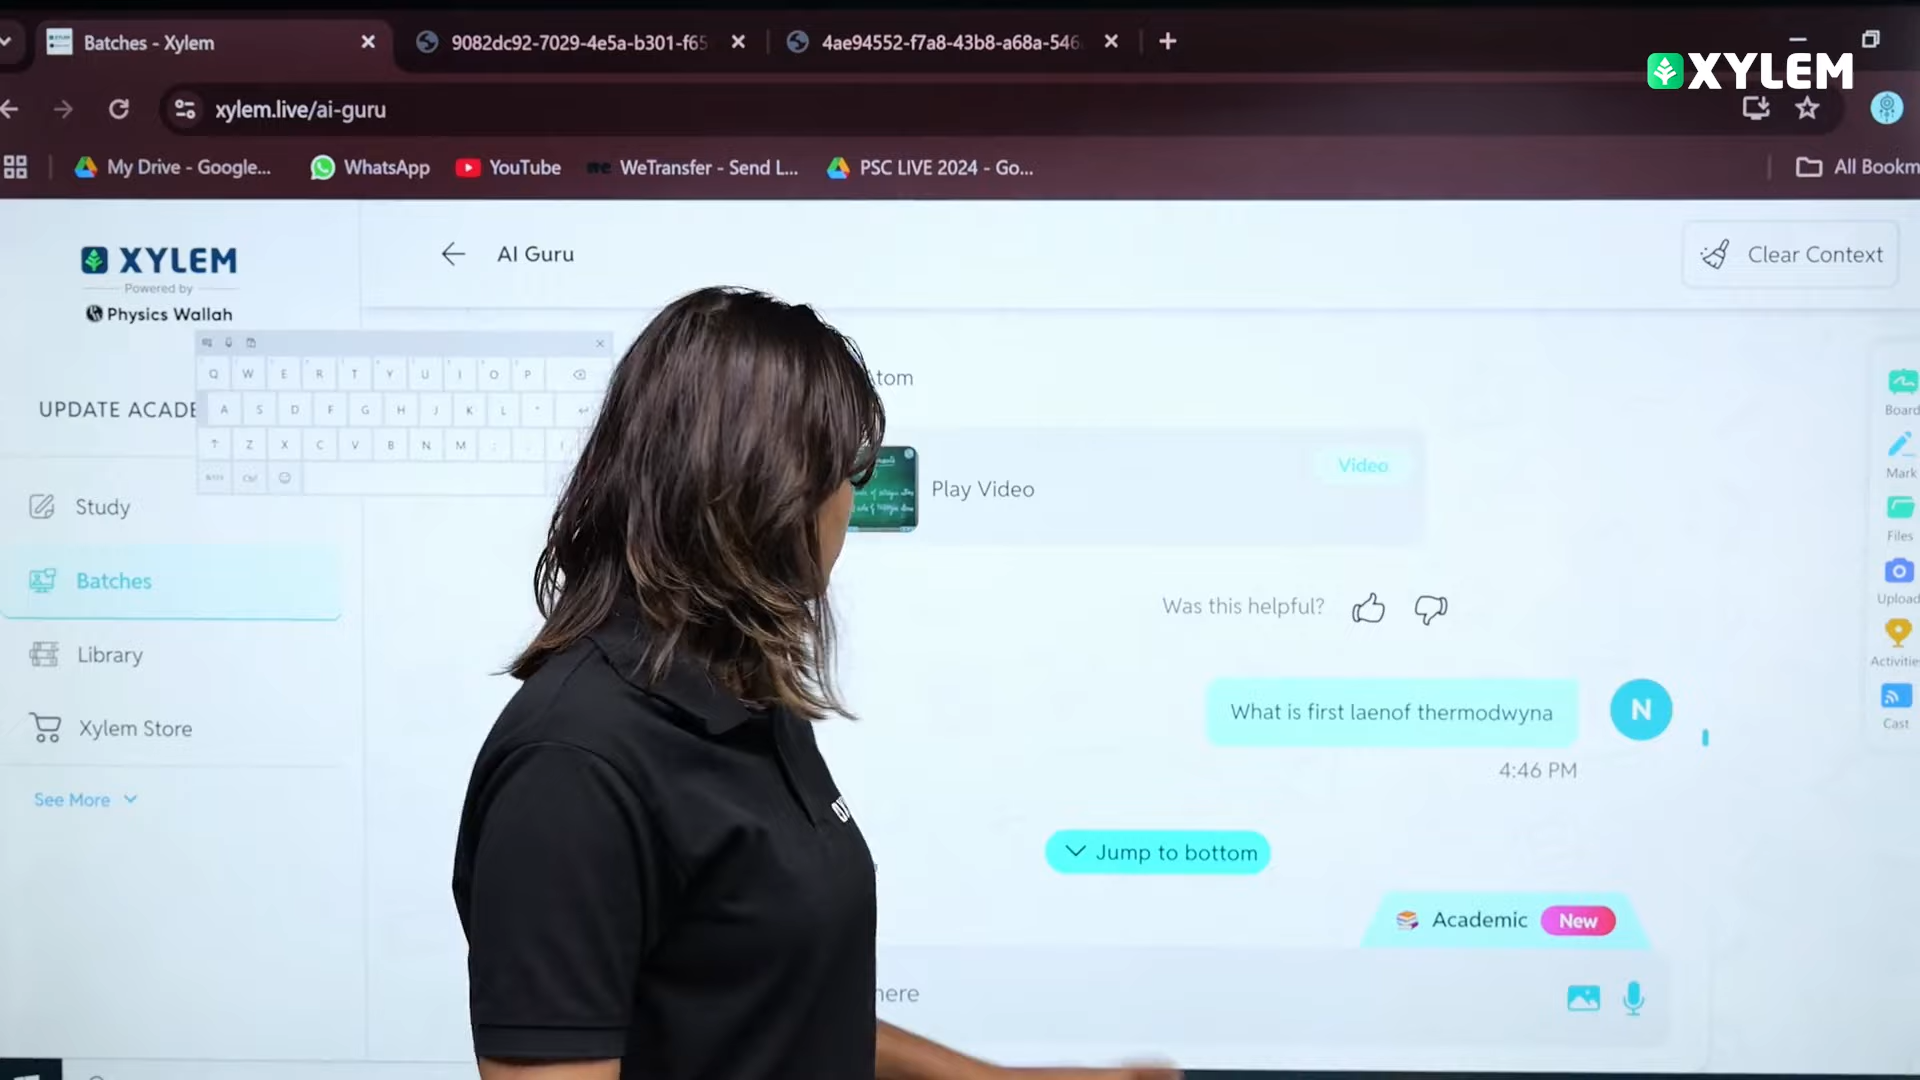 Batches - Xylem
9082dc92-7029-4e5a-b301-f65
4ae94552-f7a8-43b8-a68a-546
XYLEM
xylem.live/ai-guru
My Drive - Google...
WhatsApp
YouTube
WeTransfer - Send L...
PSC LIVE 2024 - Go...
All Bookm
XYLEM
Powered by
Physics Wallah
AI Guru
Clear Context
Q W E R T Y U I O P
A S D F G H J K L
Z X C V B N M
Ctrl
UPDATE ACADE
Study
Batches
Library
Xylem Store
See More
Atom
Play Video
Video
Was this helpful?
What is first laenof thermodwyna
N
4:46 PM
Jump to bottom
Academic
New
here
Board
Mark
Files
Upload
Activitie
Cast